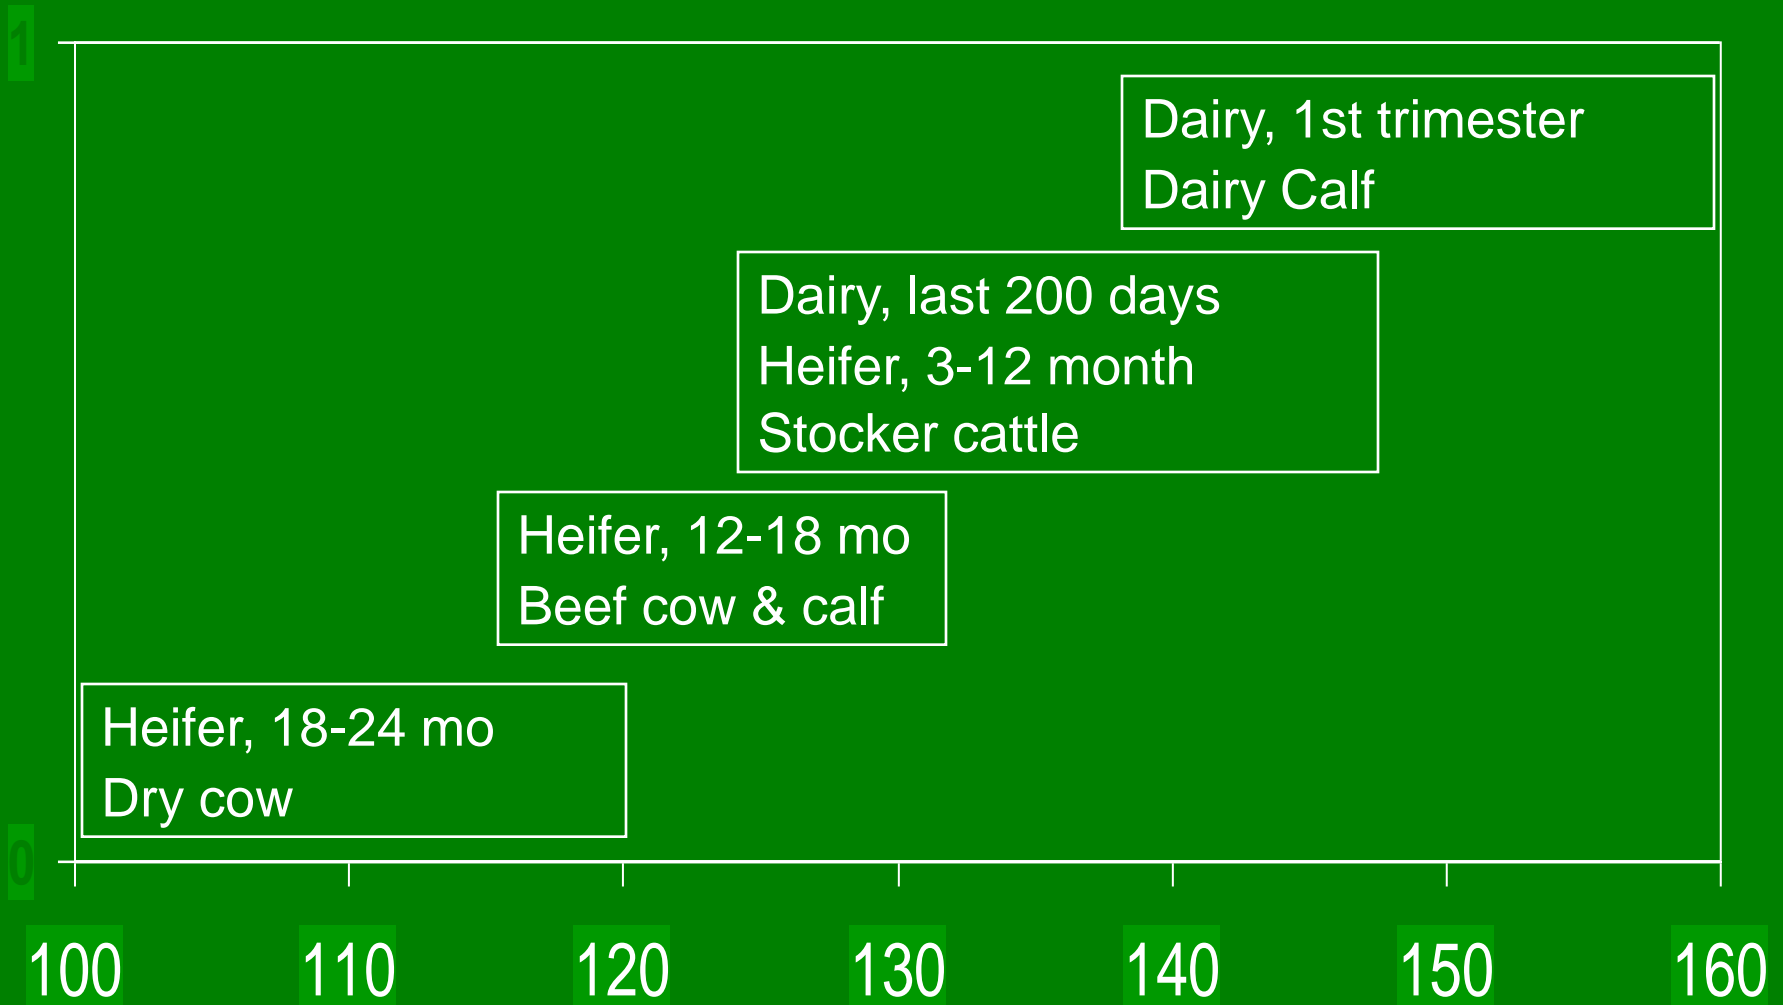 1
Dairy, 1st trimester
Dairy Calf
Dairy, last 200 days
Heifer, 3-12 month
Stocker cattle
Heifer, 12-18 mo
Beef cow & calf
Heifer, 18-24 mo
Dry cow
0
100 110 120 130 140 150 160